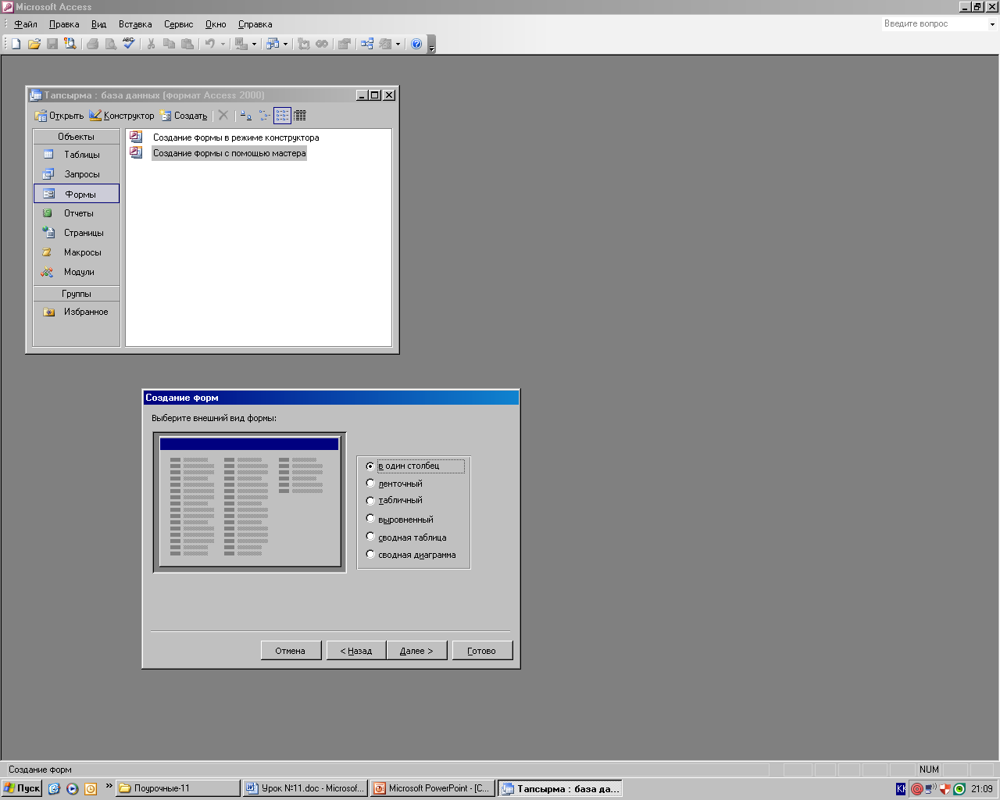 Microsoft Access
Файл Правка Вид Вставка Сервис Окно Справка
Введите вопрос
Тапсырма : база данных (формат Access 2000)
Открыть Конструктор Создать
Объекты
Таблицы
Запросы
Формы
Отчеты
Страницы
Макросы
Модули
Группы
Избранное
Создание формы в режиме конструктора
Создание формы с помощью мастера
Создание форм
Выберите внешний вид формы:
в один столбец
ленточный
табличный
выровненный
сводная таблица
сводная диаграмма
Отмена < Назад Далее > Готово
Создание форм
NUM
Пуск » Поурочные-11 Урок №11.doc - Microsof... Microsoft PowerPoint - [С... Тапсырма : база да... KK 21:09